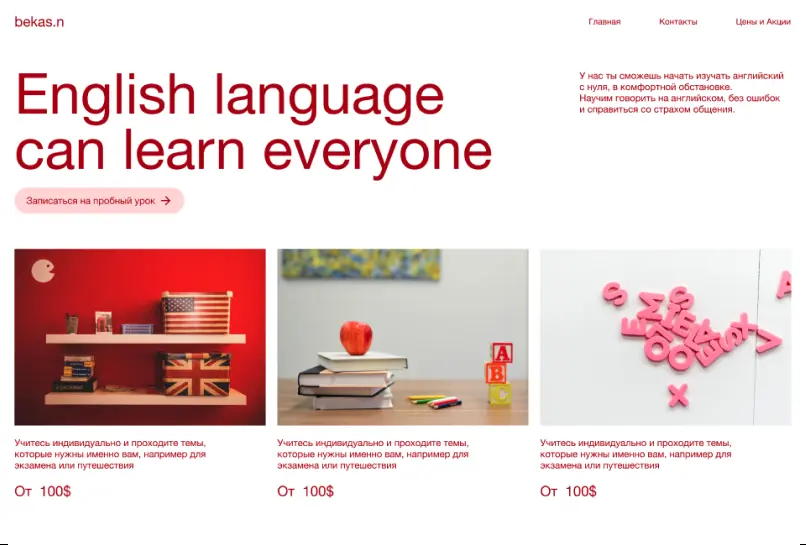 bekas.n
Главная
Контакты
Цены и Акции
English language
can learn everyone
У нас ты сможешь начать изучать английский
с нуля, в комфортной обстановке.
Научим говорить на английском, без ошибок
и справиться со страхом общения.
Записаться на пробный урок →
A
B
Учитесь индивидуально и проходите темы,
которые нужны именно вам, например для
экзамена или путешествия
От 100$
Учитесь индивидуально и проходите темы,
которые нужны именно вам, например для
экзамена или путешествия
От 100$
Учитесь индивидуально и проходите темы,
которые нужны именно вам, например для
экзамена или путешествия
От 100$